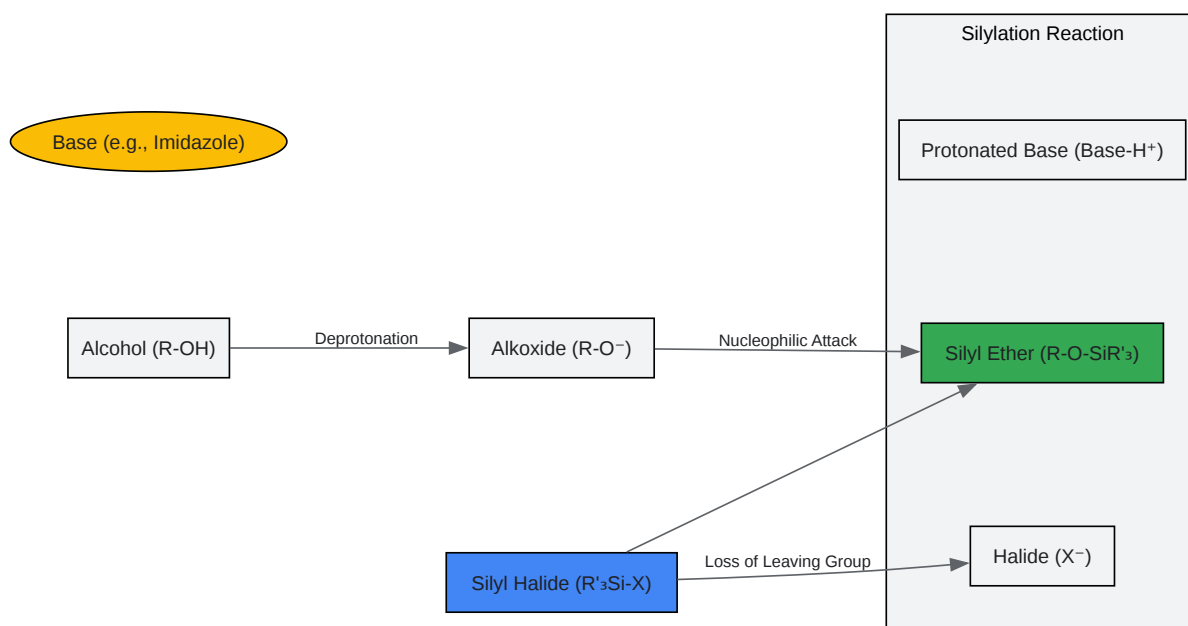 Silylation Reaction
Base (e.g., Imidazole)
Protonated Base (Base-H⁺)
Alcohol (R-OH)
Deprotonation
Alkoxide (R-O⁻)
Nucleophilic Attack
Silyl Ether (R-O-SiR'₃)
Silyl Halide (R'₃Si-X)
Loss of Leaving Group
Halide (X⁻)